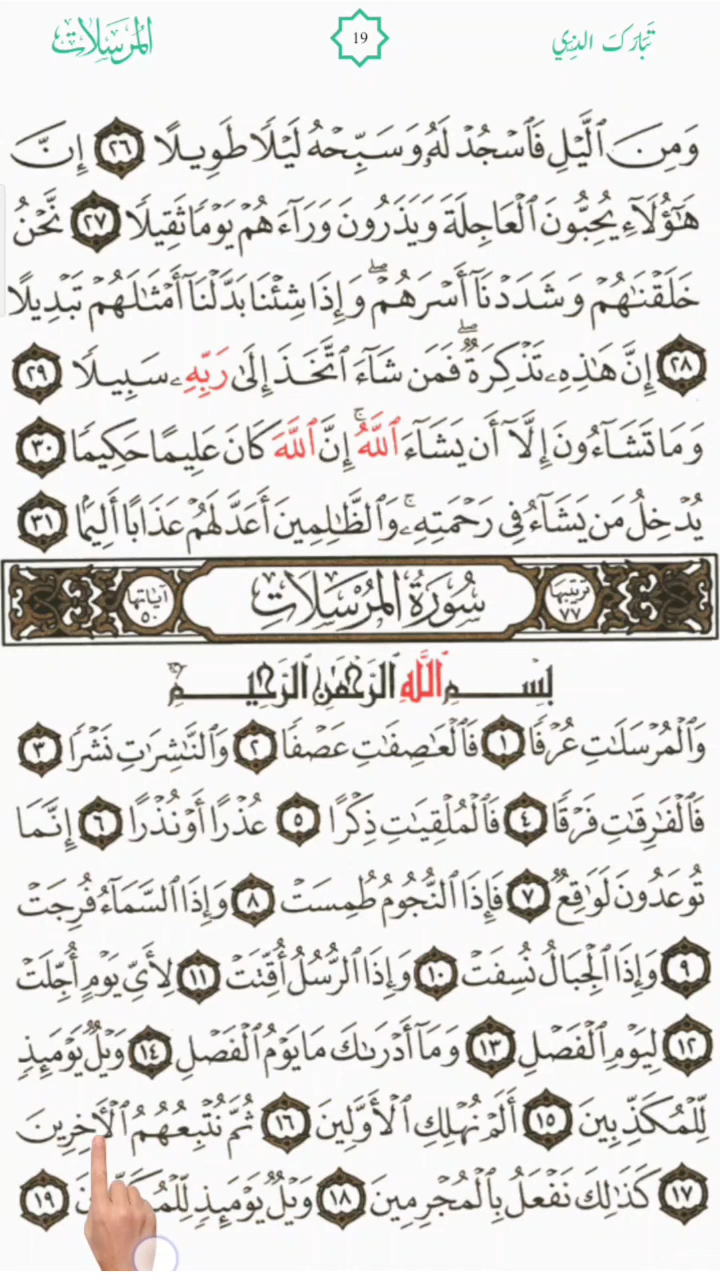 تبارك الذي 19 المرسلات
وَمِنَ ٱلَّيۡلِ فَٱسۡجُدۡ لَهُۥ وَسَبِّحۡهُ لَيۡلٗا طَوِيلًا ٢٦ إِنَّ
هَٰٓؤُلَآءِ يُحِبُّونَ ٱلۡعَاجِلَةَ وَيَذَرُونَ وَرَآءَهُمۡ يَوۡمٗا ثَقِيلٗا ٢٧ نَّحۡنُ
خَلَقۡنَٰهُمۡ وَشَدَدۡنَآ أَسۡرَهُمۡۖ وَإِذَا شِئۡنَا بَدَّلۡنَآ أَمۡثَٰلَهُمۡ تَبۡدِيلًا
٢٨ إِنَّ هَٰذِهِۦ تَذۡكِرَةٞۖ فَمَن شَآءَ ٱتَّخَذَ إِلَىٰ رَبِّهِۦ سَبِيلٗا ٢٩
وَمَا تَشَآءُونَ إِلَّآ أَن يَشَآءَ ٱللَّهُۚ إِنَّ ٱللَّهَ كَانَ عَلِيمًا حَكِيمٗا ٣٠
يُدۡخِلُ مَن يَشَآءُ فِي رَحۡمَتِهِۦۚ وَٱلظَّٰلِمِينَ أَعَدَّ لَهُمۡ عَذَابًا أَلِيمَۢا ٣١
ترتيبها ٧٧ سُورَةُ المُرْسَلَاتِ آياتها ٥٠
بِسۡمِ ٱللَّهِ ٱلرَّحۡمَٰنِ ٱلرَّحِيمِ
وَٱلۡمُرۡسَلَٰتِ عُرۡفٗا ١ فَٱلۡعَٰصِفَٰتِ عَصۡفٗا ٢ وَٱلنَّٰشِرَٰتِ نَشۡرٗا ٣
فَٱلۡفَٰرِقَٰتِ فَرۡقٗا ٤ فَٱلۡمُلۡقِيَٰتِ ذِكۡرًا ٥ عُذۡرًا أَوۡ نُذۡرًا ٦ إِنَّمَا
تُوعَدُونَ لَوَٰقِعٞ ٧ فَإِذَا ٱلنُّجُومُ طُمِسَتۡ ٨ وَإِذَا ٱلسَّمَآءُ فُرِجَتۡ
٩ وَإِذَا ٱلۡجِبَالُ نُسِفَتۡ ١٠ وَإِذَا ٱلرُّسُلُ أُقِّتَتۡ ١١ لِأَيِّ يَوۡمٍ أُجِّلَتۡ
١٢ لِيَوۡمِ ٱلۡفَصۡلِ ١٣ وَمَآ أَدۡرَىٰكَ مَا يَوۡمُ ٱلۡفَصۡلِ ١٤ وَيۡلٞ يَوۡمَئِذٖ
لِّلۡمُكَذِّبِينَ ١٥ أَلَمۡ نُهۡلِكِ ٱلۡأَوَّلِينَ ١٦ ثُمَّ نُتۡبِعُهُمُ ٱلۡأٓخِرِينَ
١٧ كَذَٰلِكَ نَفۡعَلُ بِٱلۡمُجۡرِمِينَ ١٨ وَيۡلٞ يَوۡمَئِذٖ ١٩